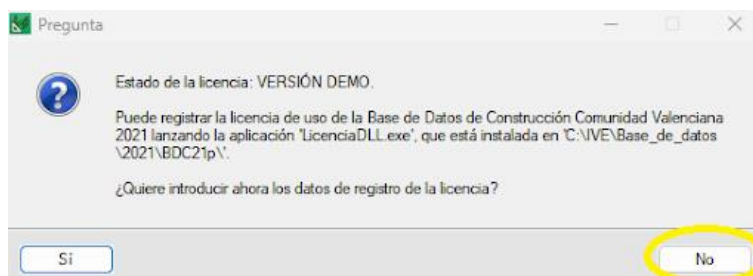 Pregunta
Estado de la licencia: VERSIÓN DEMO.
Puede registrar la licencia de uso de la Base de Datos de Construcción Comunidad Valenciana
2021 lanzando la aplicación 'LicenciaDLL.exe', que está instalada en 'C:\IVE\Base_de_datos
\2021\BDC21p\'.
¿Quiere introducir ahora los datos de registro de la licencia?
Sí
No